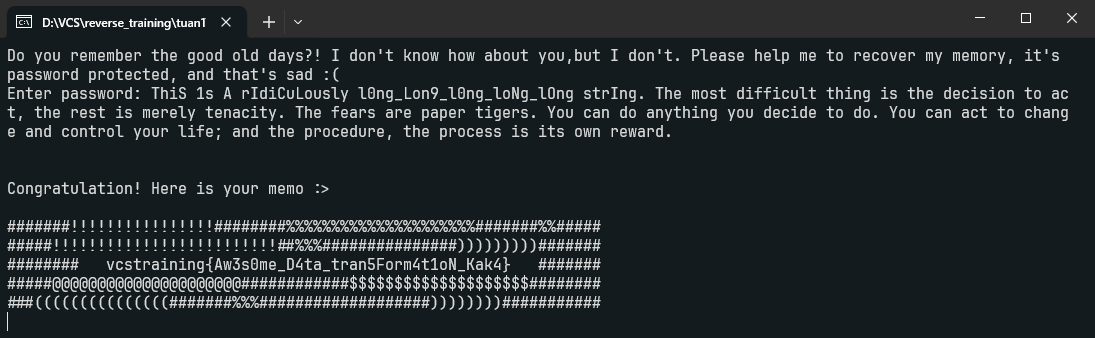 D:\VCS\reverse_training\tuan1
Do you remember the good old days?! I don't know how about you,but I don't. Please help me to recover my memory, it's
password protected, and that's sad :(
Enter password: ThiS 1s A rIdiCuLously l0ng_Lon9_l0ng_loNg_lOng strIng. The most difficult thing is the decision to ac
t, the rest is merely tenacity. The fears are paper tigers. You can do anything you decide to do. You can act to chang
e and control your life; and the procedure, the process is its own reward.
Congratulation! Here is your memo :>
#######!!!!!!!!!!!!!!!!########%%%%%%%%%%%%%%%%%%%%%#######%%#####
#####!!!!!!!!!!!!!!!!!!!!!!!!!##%%%###############)))))))))#######
########   vcstraining{Aw3s0me_D4ta_tran5Form4t1oN_Kak4}   #######
#####@@@@@@@@@@@@@@@@@@@@@############$$$$$$$$$$$$$$$$$$$$########
###(((((((((((((((#######%%%###################))))))))###########